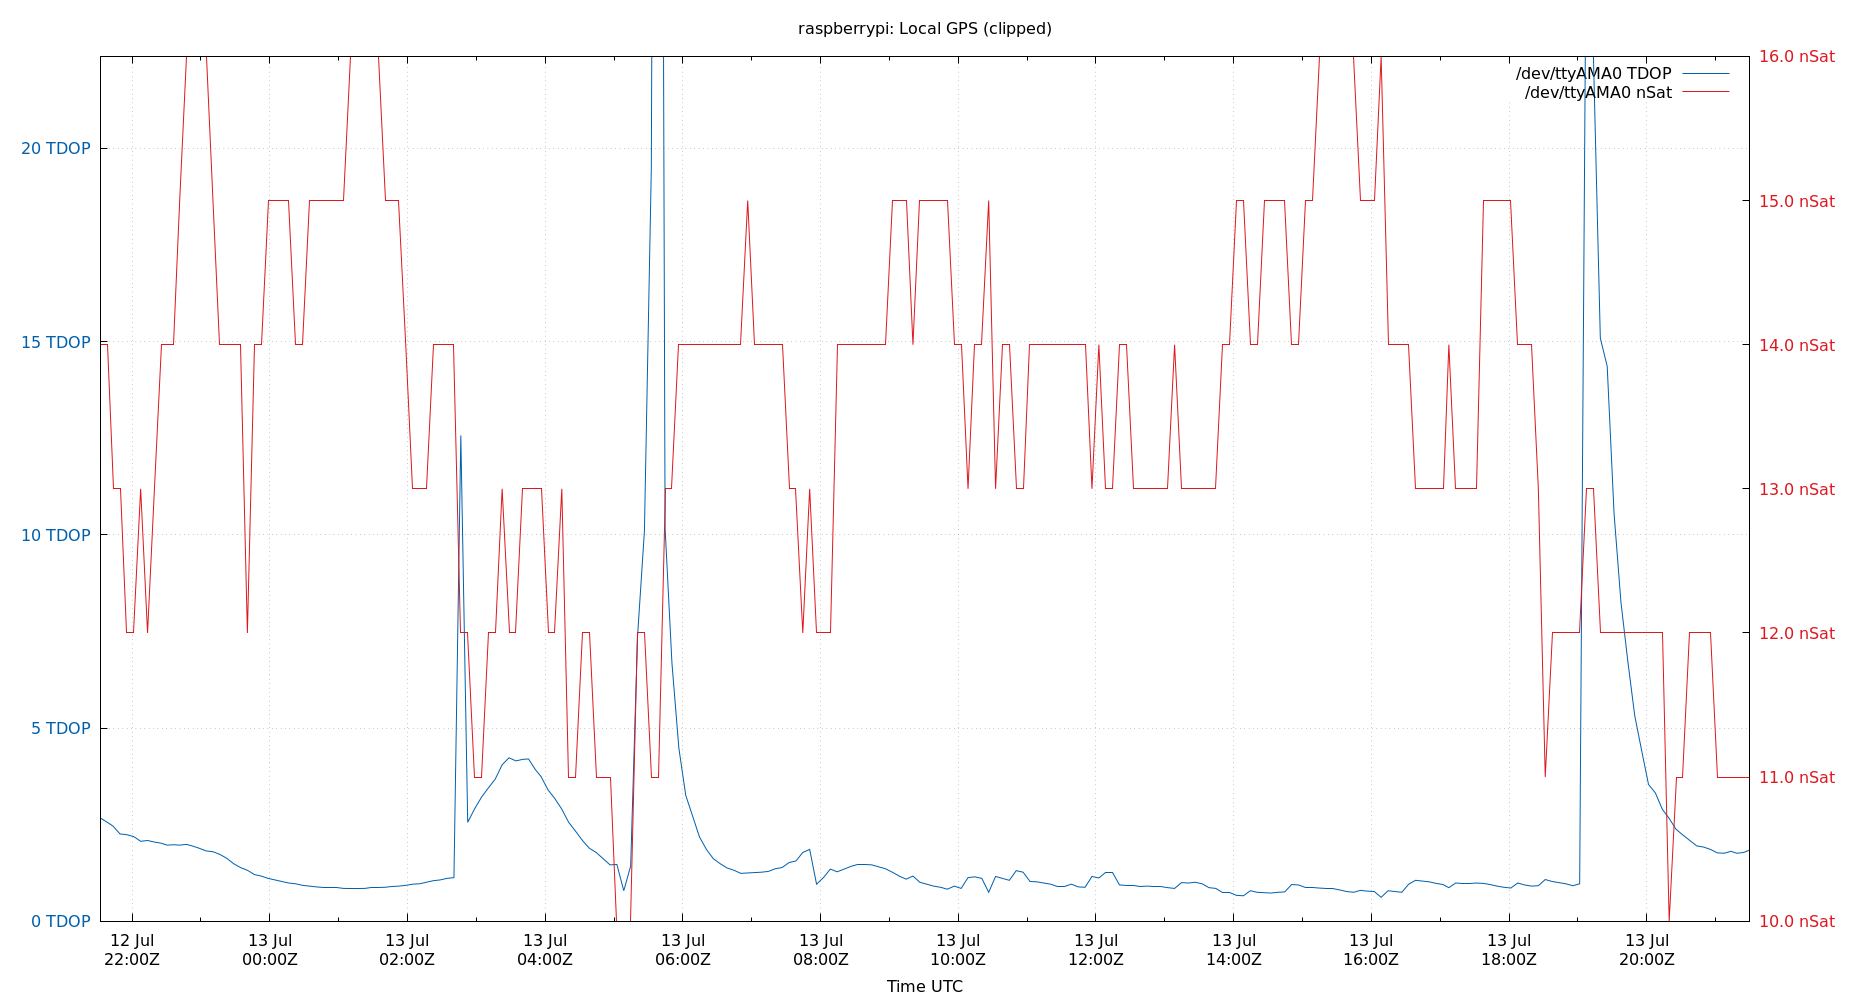 raspberrypi: Local GPS (clipped)
/dev/ttyAMA0 TDOP
/dev/ttyAMA0 nSat
20 TDOP
15 TDOP
10 TDOP
5 TDOP
0 TDOP
16.0 nSat
15.0 nSat
14.0 nSat
13.0 nSat
12.0 nSat
11.0 nSat
10.0 nSat
12 Jul
22:00Z
13 Jul
00:00Z
13 Jul
02:00Z
13 Jul
04:00Z
13 Jul
06:00Z
13 Jul
08:00Z
13 Jul
10:00Z
13 Jul
12:00Z
13 Jul
14:00Z
13 Jul
16:00Z
13 Jul
18:00Z
13 Jul
20:00Z
Time UTC